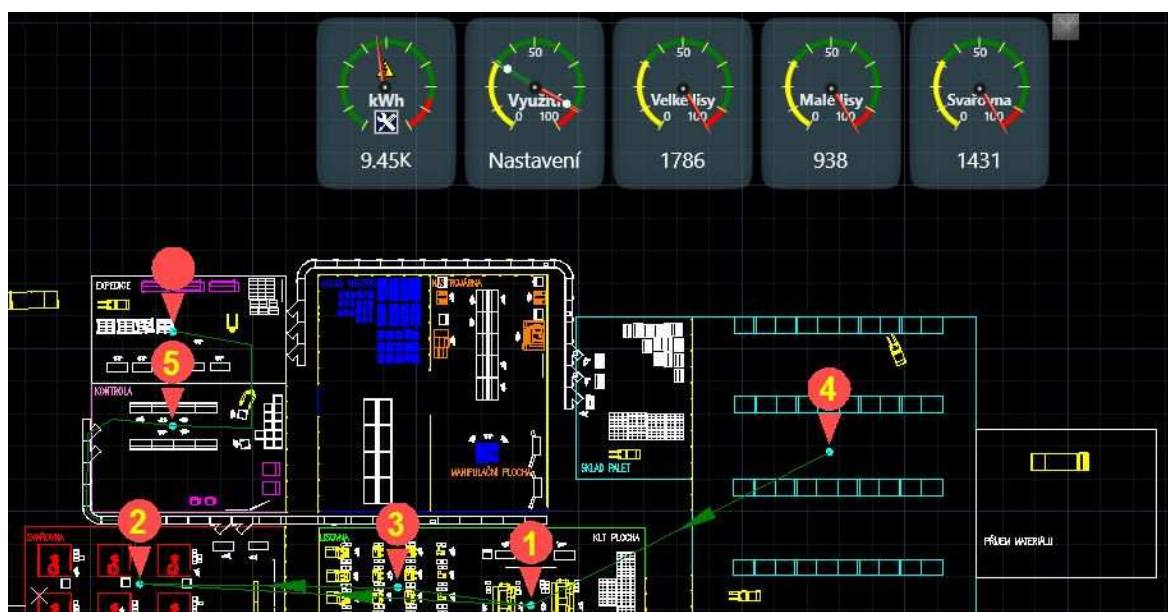 50
50
50
50
kWh
Využití
Velké lisy
Malé lisy
Svařovna
0 100
0 100
0 100
0 100
9.45K
Nastavení
1786
938
1431
EXPEDICE
5
KONTROLA
4
MANIPULAČNÍ PLOCHA
SKLAD PALET
2
3
1
SVAŘOVNA
LISOVNA
KLT PLOCHA
PŘÍJEM MATERIÁLU